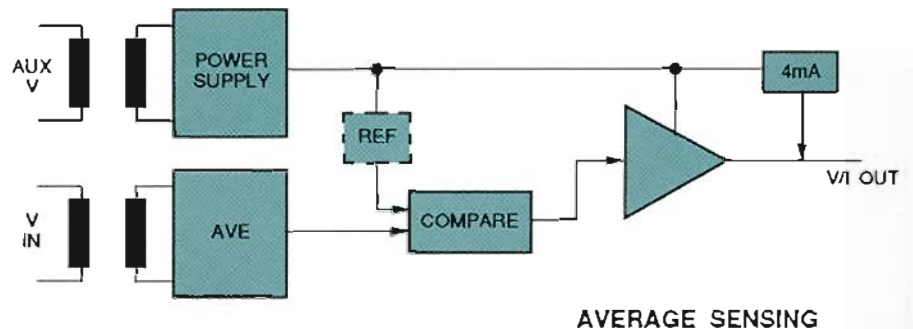 AUX
V
POWER
SUPPLY
4mA
REF
V/I OUT
V
IN
AVE
COMPARE
AVERAGE SENSING